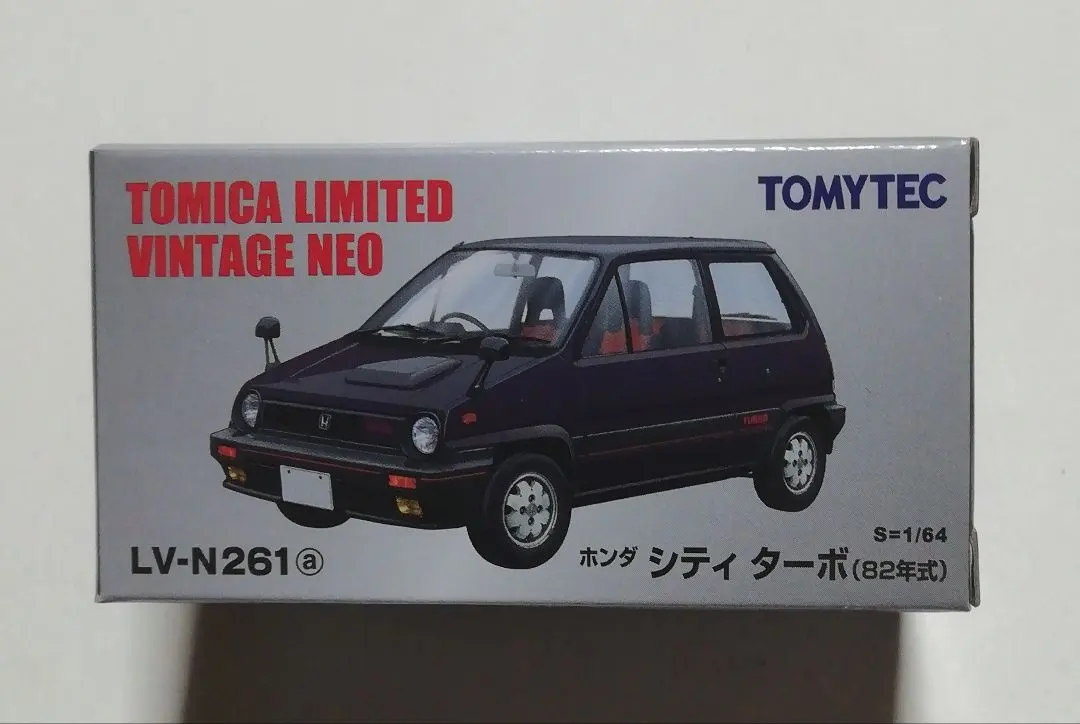 TOMICA LIMITED
VINTAGE NEO
TOMYTEC
TURBO
S=1/64
LV-N261ⓐ
ホンダ シティ ターボ(82年式)